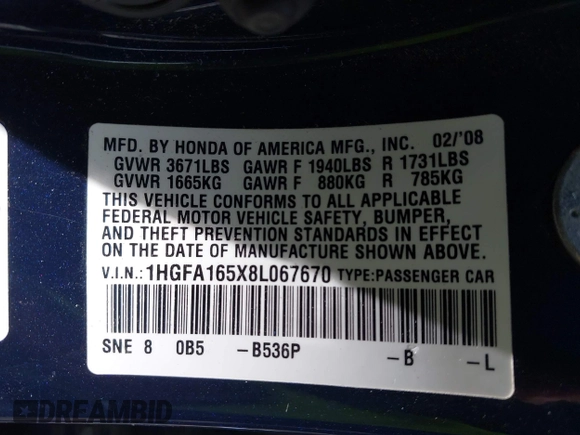 MFD. BY HONDA OF AMERICA MFG., INC. 02/'08
GVWR 3671LBS GAWR F 1940LBS R 1731LBS
GVWR 1665KG GAWR F 880KG R 785KG
THIS VEHICLE CONFORMS TO ALL APPLICABLE
FEDERAL MOTOR VEHICLE SAFETY, BUMPER,
AND THEFT PREVENTION STANDARDS IN EFFECT
ON THE DATE OF MANUFACTURE SHOWN ABOVE.
V.I.N.: 1HGFA165X8L067670 TYPE:PASSENGER CAR
SNE 8 0B5 -B536P -B -L
DREAMBID